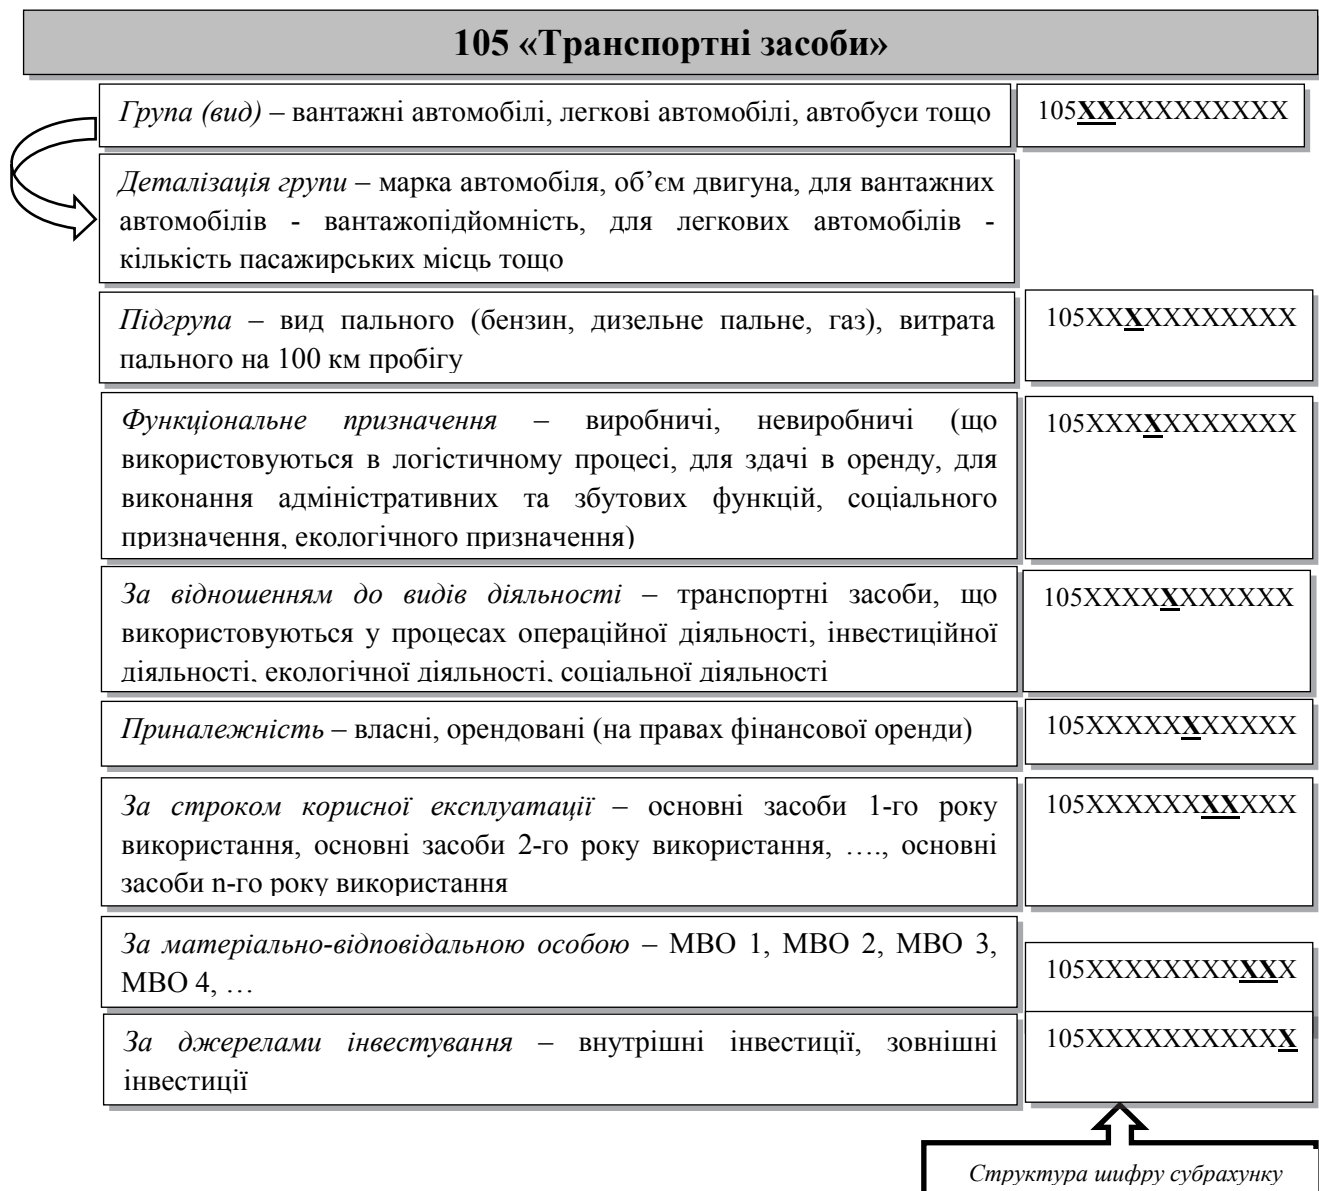 105 «Транспортні засоби»
Група (вид) – вантажні автомобілі, легкові автомобілі, автобуси тощо
105XXXXXXXXXXX
Деталізація групи – марка автомобіля, об’єм двигуна, для вантажних
автомобілів - вантажопідйомність, для легкових автомобілів -
кількість пасажирських місць тощо
Підгрупа – вид пального (бензин, дизельне пальне, газ), витрата
пального на 100 км пробігу
105XXXXXXXXXXX
Функціональне призначення – виробничі, невиробничі (що
використовуються в логістичному процесі, для здачі в оренду, для
виконання адміністративних та збутових функцій, соціального
призначення, екологічного призначення)
105XXXXXXXXXXX
За відношенням до видів діяльності – транспортні засоби, що
використовуються у процесах операційної діяльності, інвестиційної
діяльності, екологічної діяльності, соціальної діяльності
105XXXXXXXXXXX
Приналежність – власні, орендовані (на правах фінансової оренди)
105XXXXXXXXXXX
За строком корисної експлуатації – основні засоби 1-го року
використання, основні засоби 2-го року використання, …., основні
засоби n-го року використання
105XXXXXXXXXXX
За матеріально-відповідальною особою – МВО 1, МВО 2, МВО 3,
МВО 4, …
105XXXXXXXXXXX
За джерелами інвестування – внутрішні інвестиції, зовнішні
інвестиції
105XXXXXXXXXXX
Структура шифру субрахунку